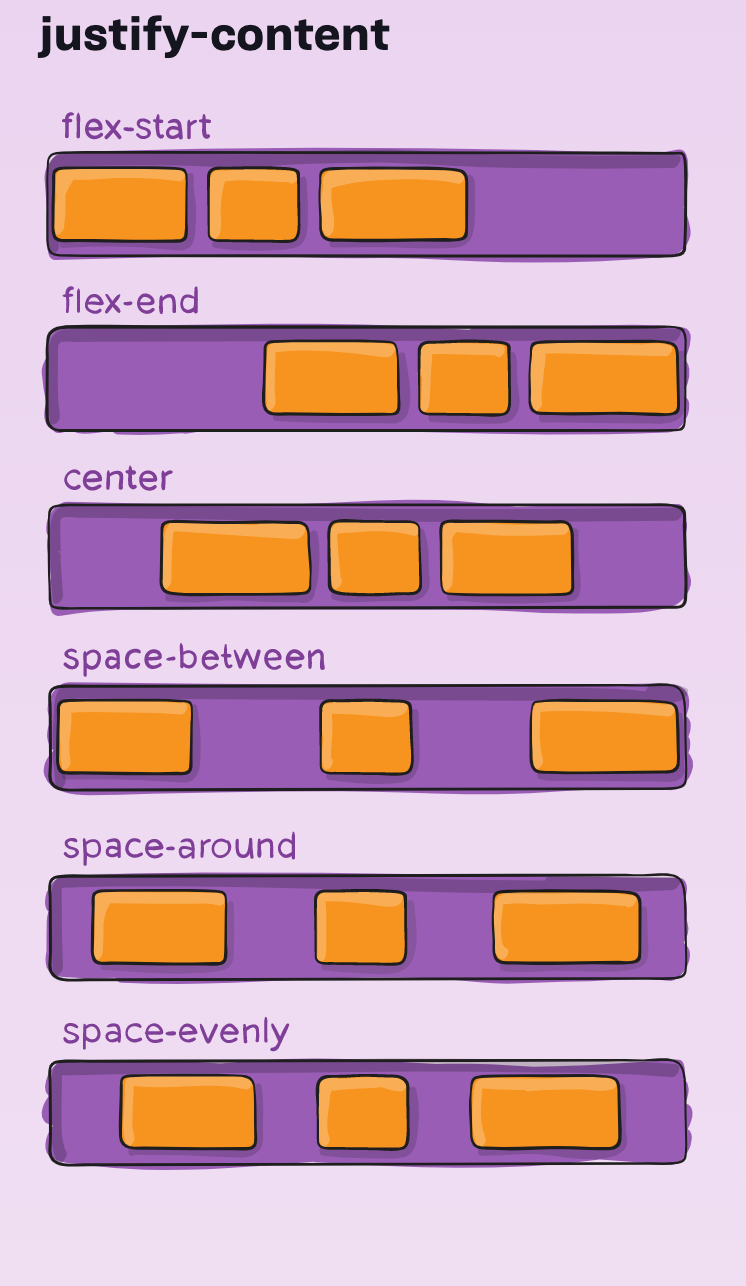 justify-content
flex-start
flex-end
center
space-between
space-around
space-evenly